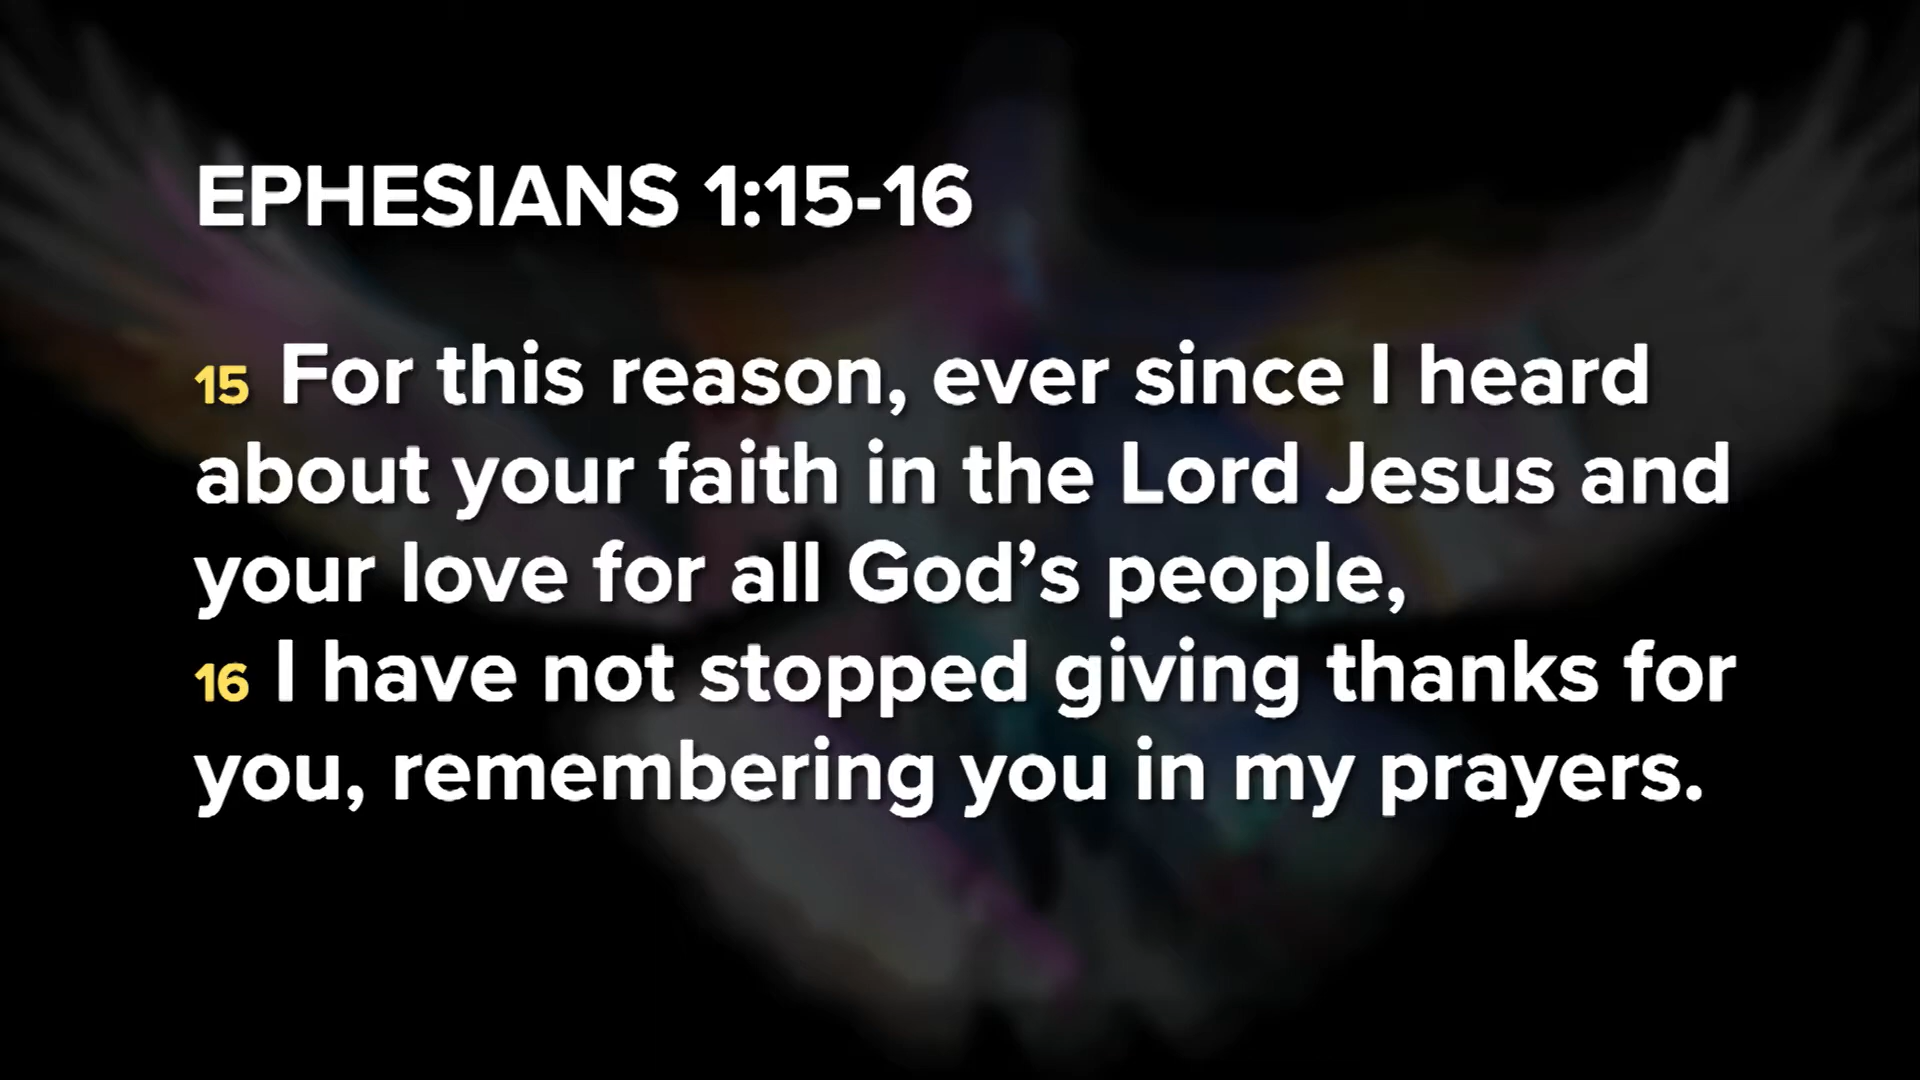 EPHESIANS 1:15-16
15 For this reason, ever since I heard
about your faith in the Lord Jesus and
your love for all God’s people,
16 I have not stopped giving thanks for
you, remembering you in my prayers.